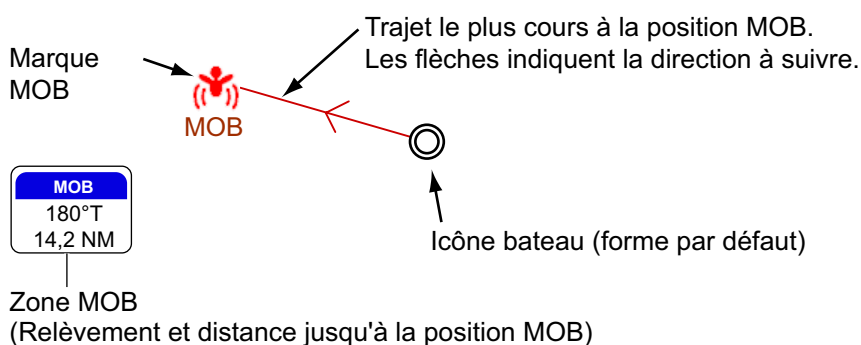 Trajet le plus cours à la position MOB.
Les flèches indiquent la direction à suivre.
Marque
MOB
MOB
MOB
180°T
14,2 NM
Icône bateau (forme par défaut)
Zone MOB
(Relèvement et distance jusqu'à la position MOB)